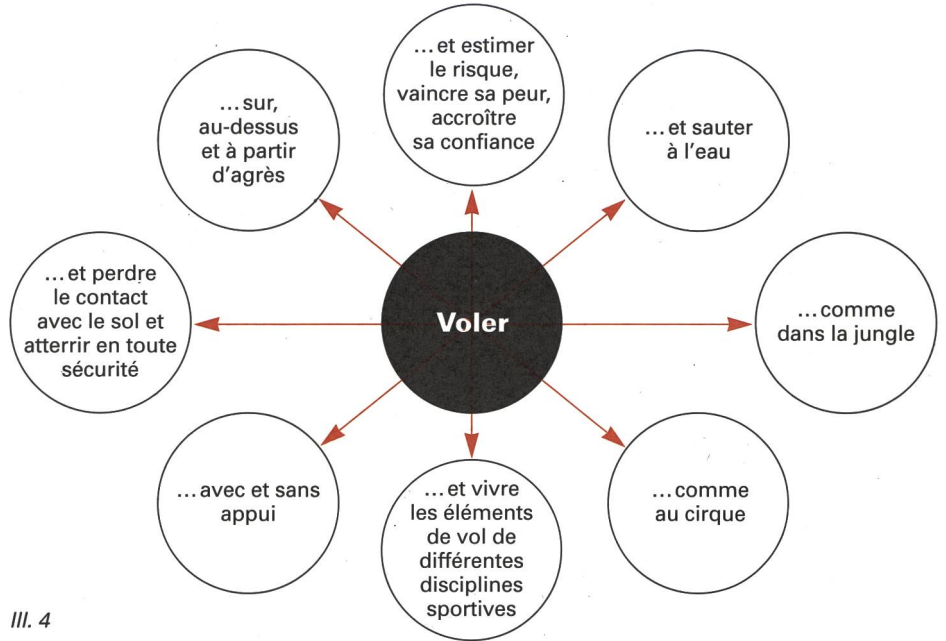 …et estimer
le risque,
vaincre sa peur,
accroître
sa confiance
…sur,
au-dessus
et à partir
d'agrès
…et sauter
à l'eau
…et perdre
le contact
avec le sol et
atterrir en toute
sécurité
Voler
…comme
dans la jungle
…avec et sans
appui
…et vivre
les éléments
de vol de
différentes
disciplines
sportives
…comme
au cirque
Ill. 4